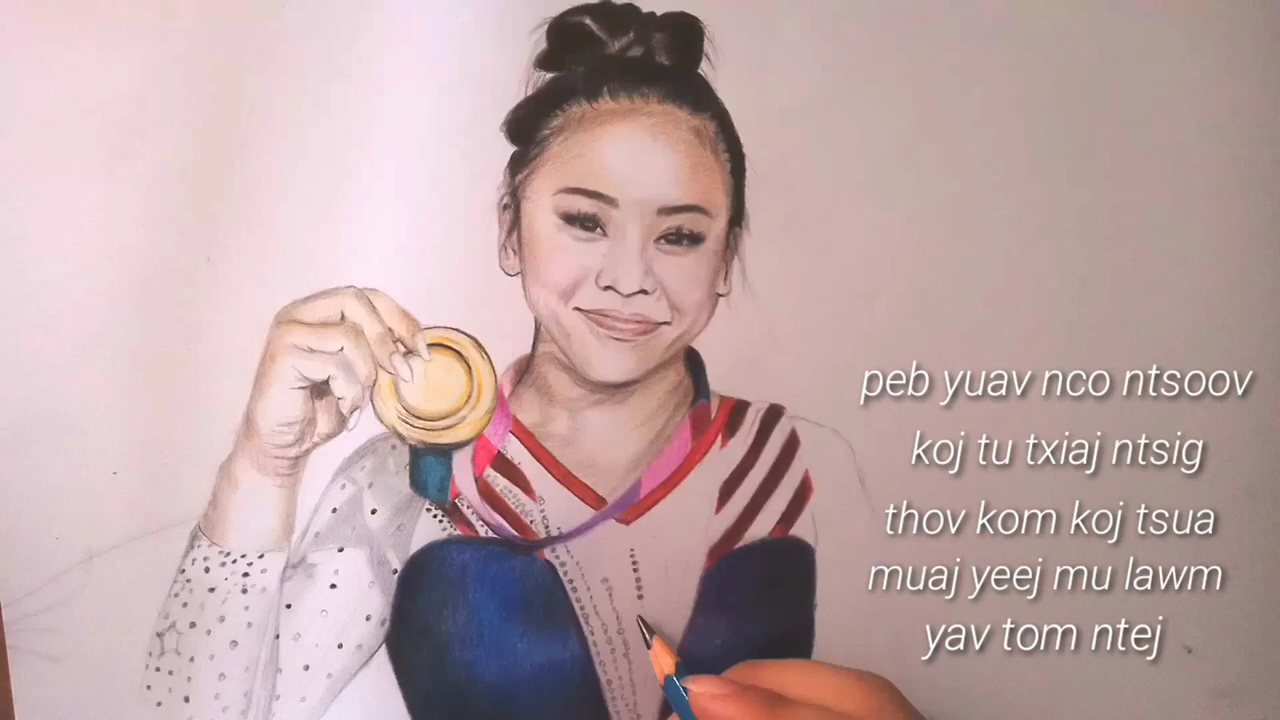 peb yuav nco ntsoov
koj tu txiaj ntsig
thov kom koj tsua
muaj yeej mu lawm
yav tom ntej